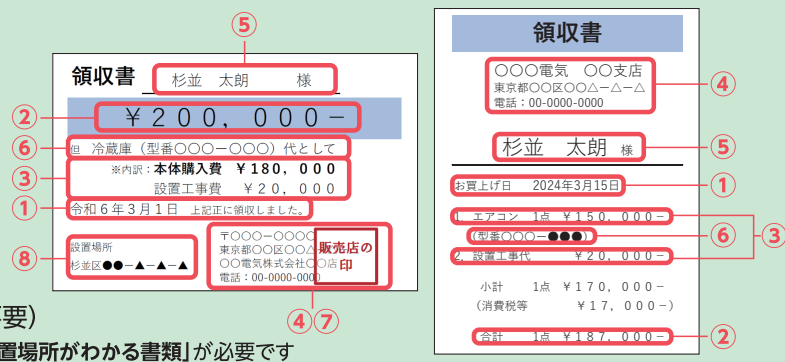 ⑤
領収書 杉並 太朗 様
② ￥200,000−
⑥ 但 冷蔵庫（型番〇〇〇ー〇〇〇）代として
③ ※内訳：本体購入費 ￥180,000
設置工事費 ￥20,000
① 令和6年3月1日 上記正に領収しました。
⑧ 設置場所
杉並区●●ー▲ー▲ー▲
〒〇〇〇ー〇〇〇〇
東京都〇〇区〇〇△
〇〇電気株式会社〇〇店
電話：00-0000-0000
販売店の
印
④⑦
要）
置場所がわかる書類」が必要です
領収書
〇〇〇電気 〇〇支店
東京都〇〇区〇〇△ー△ー△
電話：00-0000-0000
④
杉並 太朗 様 ⑤
お買上げ日 2024年3月15日 ①
1. エアコン 1点 ￥150,000−
（型番〇〇〇ー●●●） ⑥
③
2. 設置工事代 ￥20,000−
小計 1点 ￥170,000−
（消費税等 ￥17,000−）
合計 1点 ￥187,000− ②